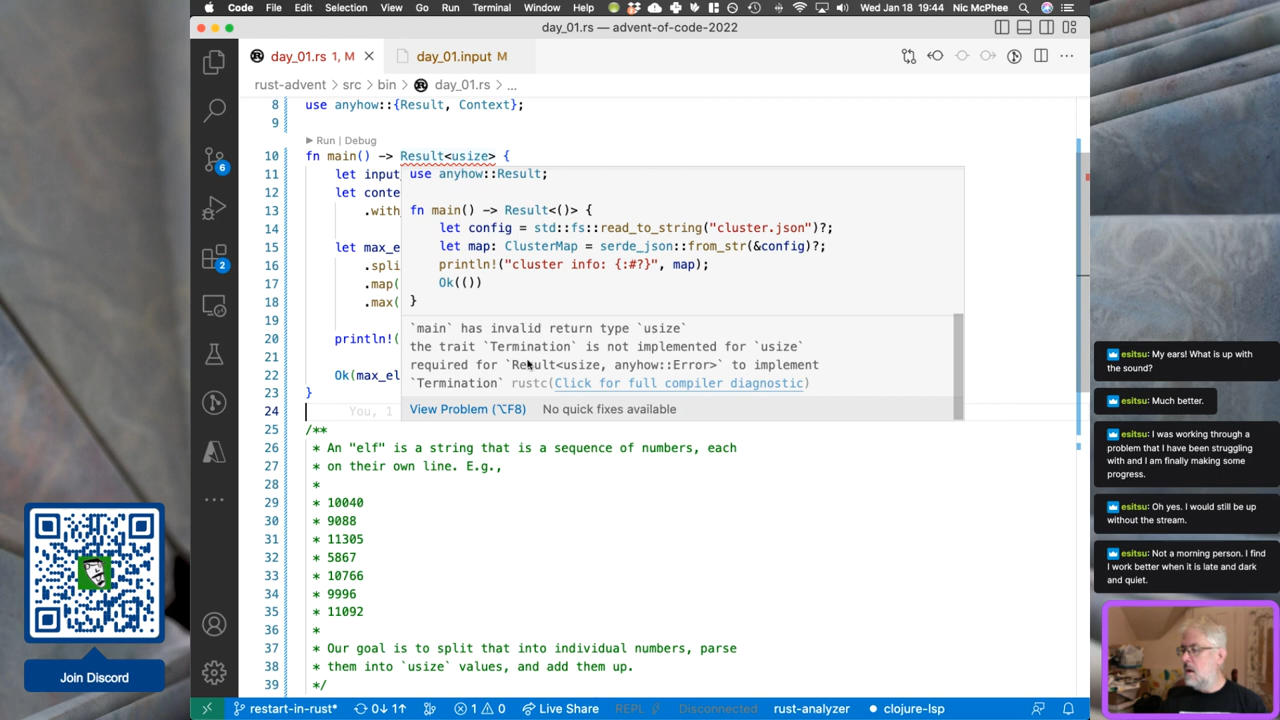 Code File Edit Selection View Go Run Terminal Window Help Wed Jan 18 19:44 Nic McPhee
day_01.rs — advent-of-code-2022
day_01.rs 1, M
day_01.input M
rust-advent > src > bin > day_01.rs > ...
8 use anyhow::{Result, Context};
9
Run | Debug
10 fn main() -> Result<usize> {
11 let input
12 let conte
13 .with_
14
15 let max_e
16 .spli
17 .map(
18 .max(
19
20 println!(
21
22 Ok(max_el
23 }
24 You, 1
25 /**
26 * An "elf" is a string that is a sequence of numbers, each
27 * on their own line. E.g.,
28 *
29 * 10040
30 * 9088
31 * 11305
32 * 5867
33 * 10766
34 * 9996
35 * 11092
36 *
37 * Our goal is to split that into individual numbers, parse
38 * them into `usize` values, and add them up.
39 */
use anyhow::Result;
fn main() -> Result<()> {
let config = std::fs::read_to_string("cluster.json")?;
let map: ClusterMap = serde_json::from_str(&config)?;
println!("cluster info: {:#?}", map);
Ok(())
}
`main` has invalid return type `usize`
the trait `Termination` is not implemented for `usize`
required for `Result<usize, anyhow::Error>` to implement
`Termination` rustc(Click for full compiler diagnostic)
View Problem (⌥F8) No quick fixes available
6
2
Join Discord
esitsu: My ears! What is up with
the sound?
esitsu: Much better.
esitsu: I was working through a
problem that I have been struggling
with and I am finally making some
progress.
esitsu: Oh yes. I would still be up
without the stream.
esitsu: Not a morning person. I find
I work better when it is late and dark
and quiet.
restart-in-rust* 0↓ 1↑ 1 0 Live Share REPL Disconnected rust-analyzer clojure-lsp